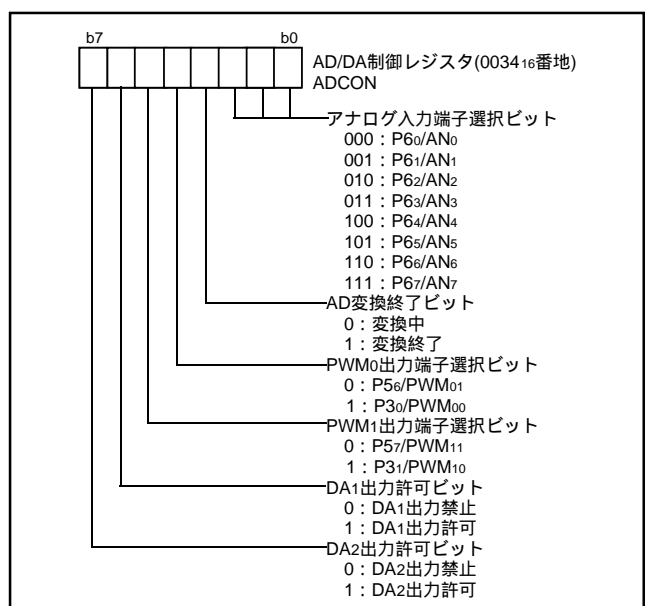 b7 b0
AD/DA制御レジスタ(003416番地)
ADCON
アナログ入力端子選択ビット
000：P60/AN0
001：P61/AN1
010：P62/AN2
011：P63/AN3
100：P64/AN4
101：P65/AN5
110：P66/AN6
111：P67/AN7
AD変換終了ビット
0：変換中
1：変換終了
PWM0出力端子選択ビット
0：P56/PWM01
1：P30/PWM00
PWM1出力端子選択ビット
0：P57/PWM11
1：P31/PWM10
DA1出力許可ビット
0：DA1出力禁止
1：DA1出力許可
DA2出力許可ビット
0：DA2出力禁止
1：DA2出力許可